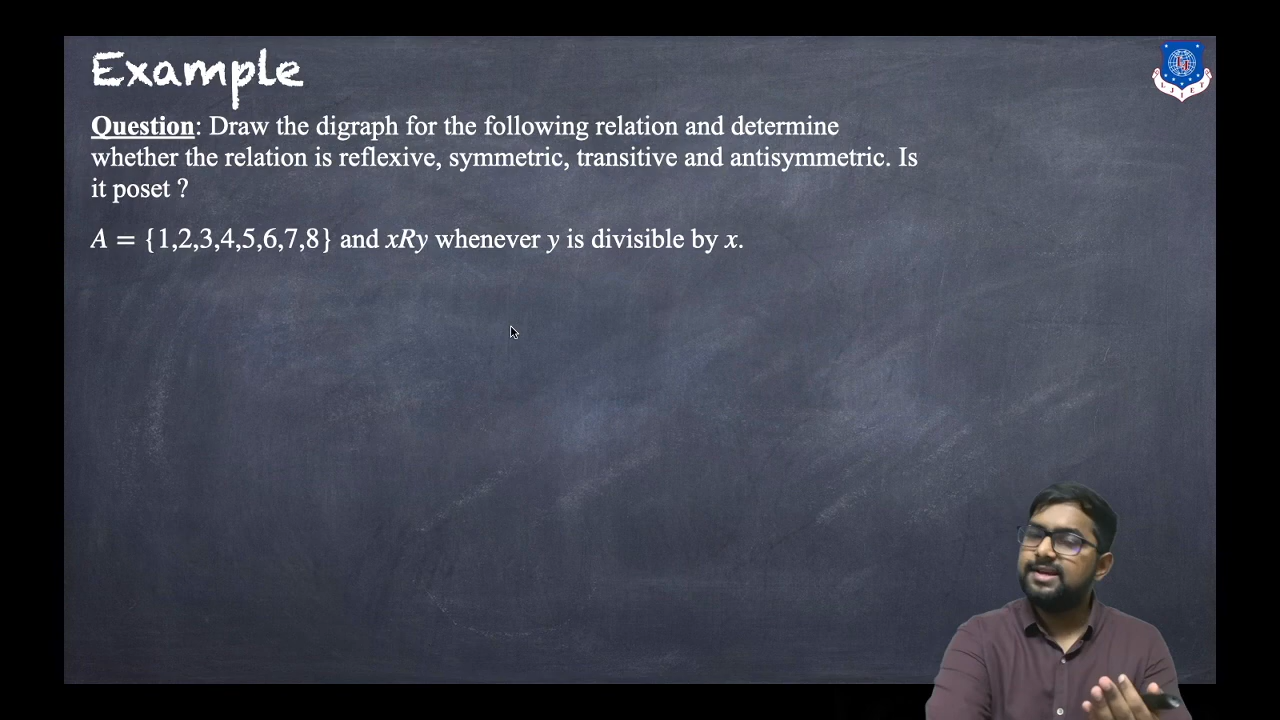 Example
Question: Draw the digraph for the following relation and determine
whether the relation is reflexive, symmetric, transitive and antisymmetric. Is
it poset ?
A = {1,2,3,4,5,6,7,8} and xRy whenever y is divisible by x.